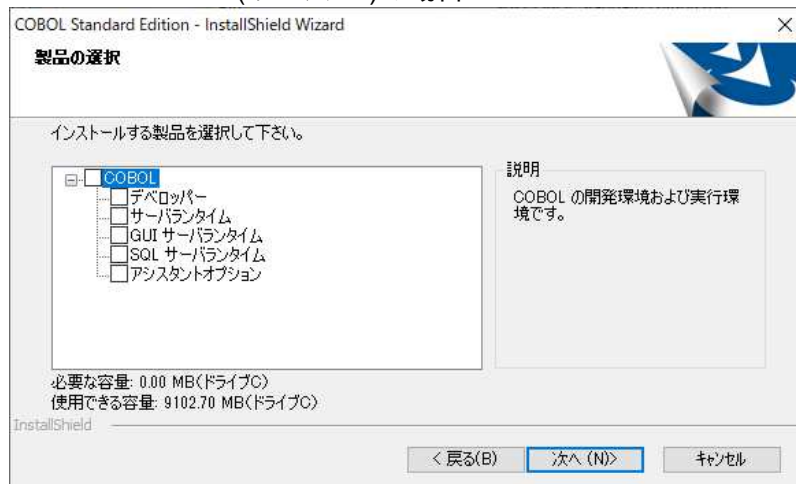 COBOL Standard Edition - InstallShield Wizard
製品の選択
インストールする製品を選択して下さい。
COBOL
デベロッパー
サーバランタイム
GUI サーバランタイム
SQL サーバランタイム
アシスタントオプション
説明
COBOL の開発環境および実行環
境です。
必要な容量: 0.00 MB(ドライブC)
使用できる容量: 9102.70 MB(ドライブC)
InstallShield
< 戻る(B)
次へ (N)>
キャンセル